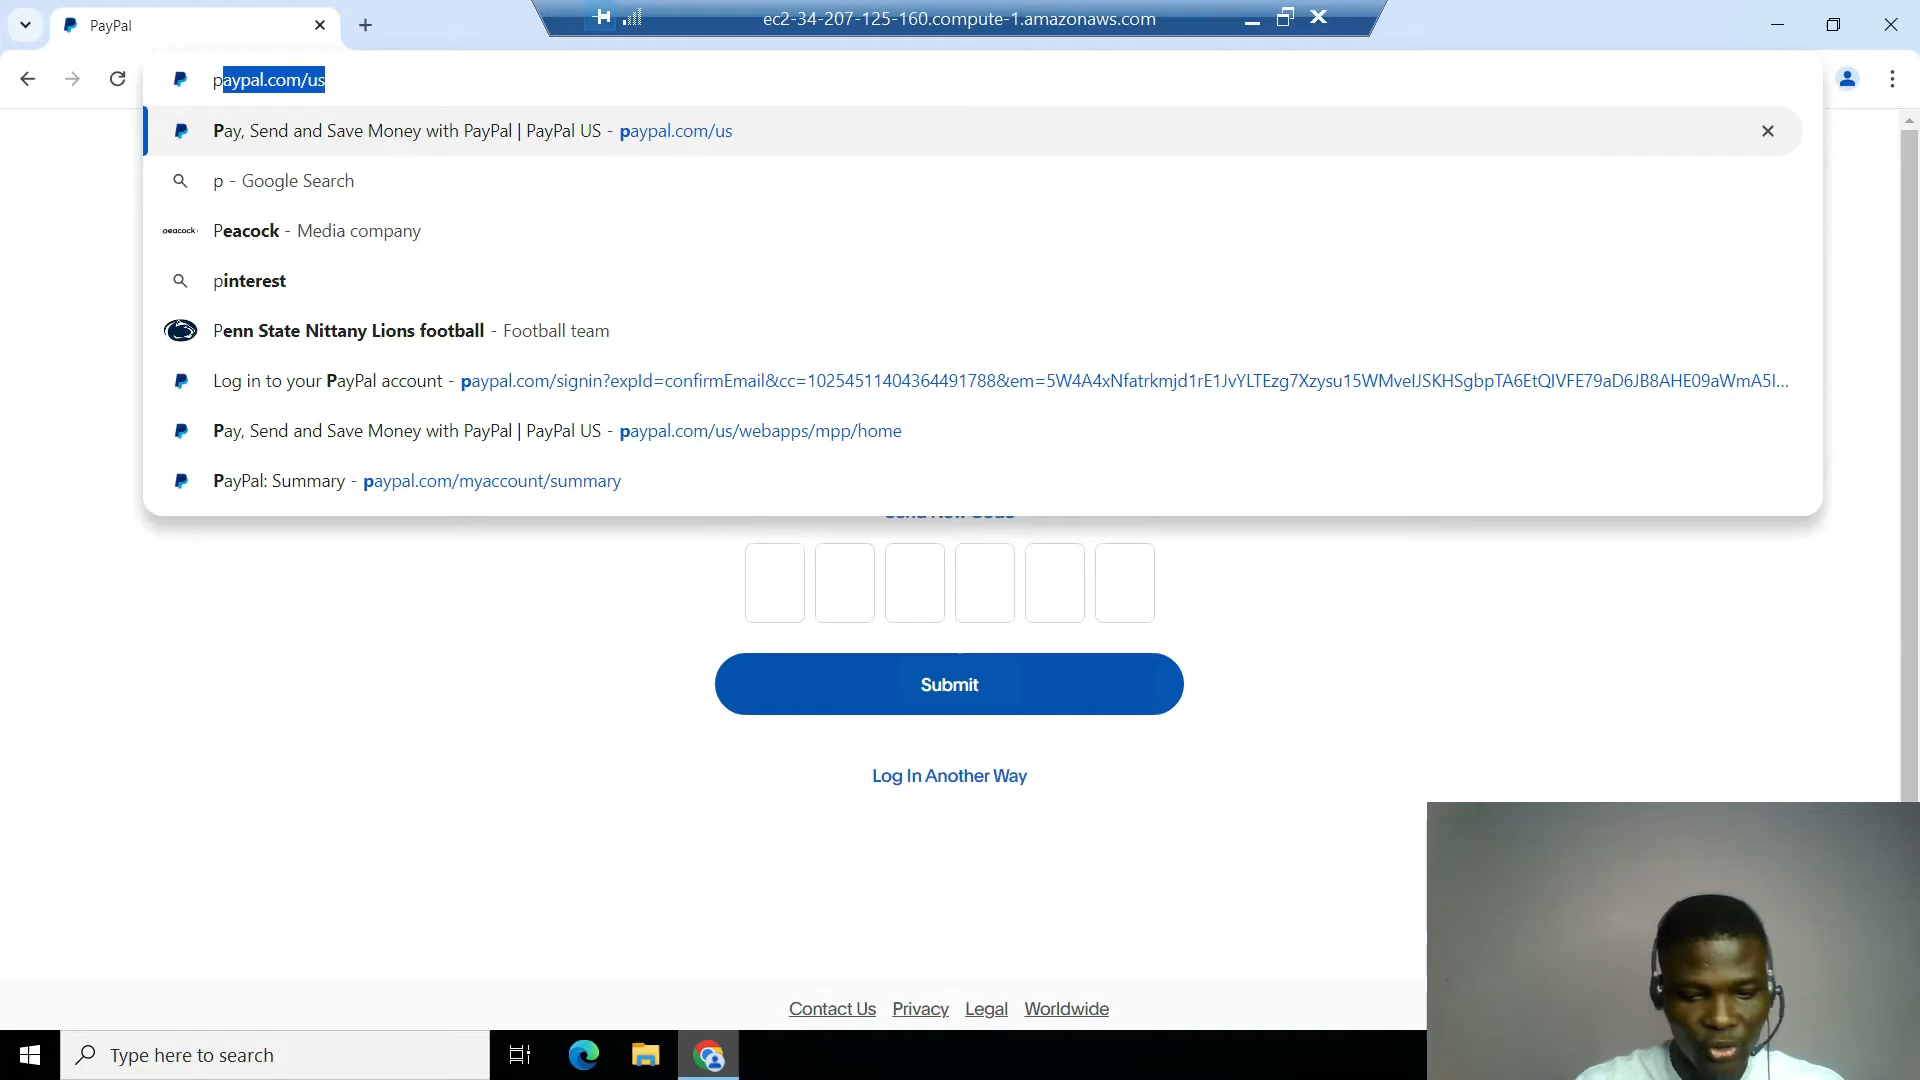 PayPal
ec2-34-207-125-160.compute-1.amazonaws.com
paypal.com/us
Pay, Send and Save Money with PayPal | PayPal US - paypal.com/us
p - Google Search
peacock Peacock - Media company
pinterest
Penn State Nittany Lions football - Football team
Log in to your PayPal account - paypal.com/signin?expId=confirmEmail&cc=10254511404364491788&em=5W4A4xNfatrkmjd1rE1JvYLTEzg7Xzysu15WMveIJSKHSgbpTA6EtQIVFE79aD6JB8AHE09aWmA5I...
Pay, Send and Save Money with PayPal | PayPal US - paypal.com/us/webapps/mpp/home
PayPal: Summary - paypal.com/myaccount/summary
Submit
Log In Another Way
Contact Us Privacy Legal Worldwide
Type here to search